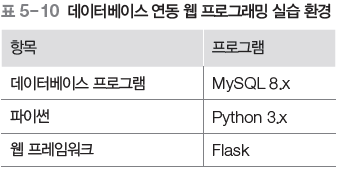 표 5-10 데이터베이스 연동 웹 프로그래밍 실습 환경
항목 프로그램
데이터베이스 프로그램 MySQL 8.x
파이썬 Python 3.x
웹 프레임워크 Flask